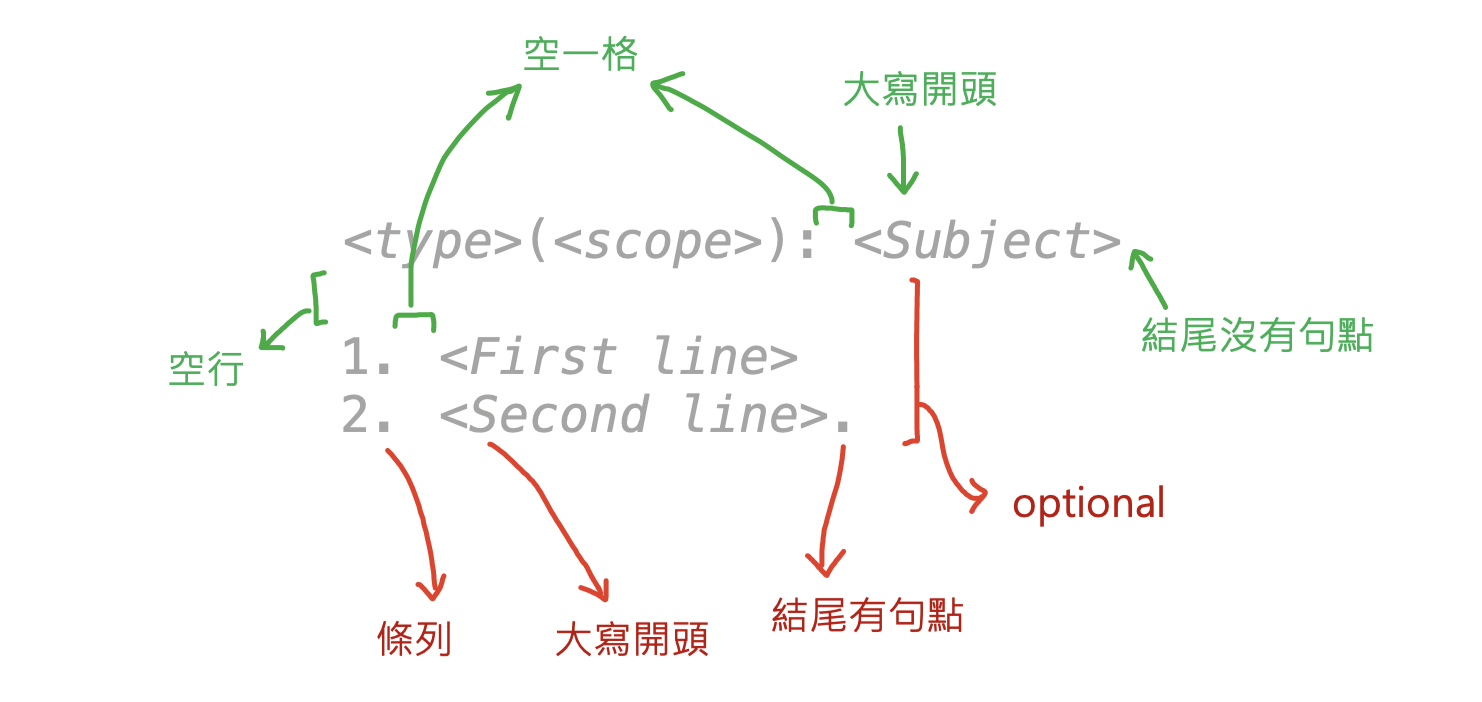 空一格
大寫開頭
<type>(<scope>): <Subject>
結尾沒有句點
空行
1. <First line>
2. <Second line>.
optional
條列
大寫開頭
結尾有句點